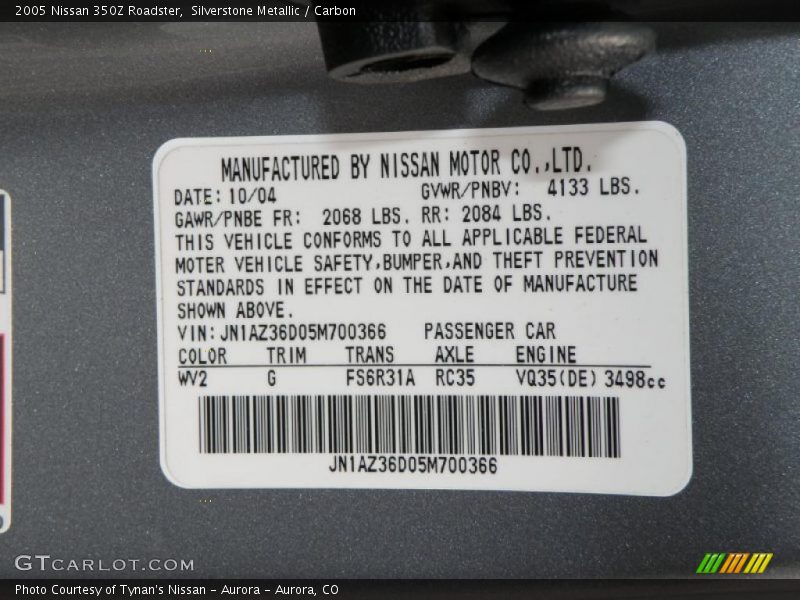 2005 Nissan 350Z Roadster, Silverstone Metallic / Carbon
MANUFACTURED BY NISSAN MOTOR CO.,LTD.
DATE: 10/04 GVWR/PNBV: 4133 LBS.
GAWR/PNBE FR: 2068 LBS. RR: 2084 LBS.
THIS VEHICLE CONFORMS TO ALL APPLICABLE FEDERAL
MOTER VEHICLE SAFETY,BUMPER,AND THEFT PREVENTION
STANDARDS IN EFFECT ON THE DATE OF MANUFACTURE
SHOWN ABOVE.
VIN: JN1AZ36D05M700366 PASSENGER CAR
COLOR TRIM TRANS AXLE ENGINE
WV2 G FS6R31A RC35 VQ35(DE) 3498cc
JN1AZ36D05M700366
GTCARLOT.COM
Photo Courtesy of Tynan's Nissan - Aurora - Aurora, CO